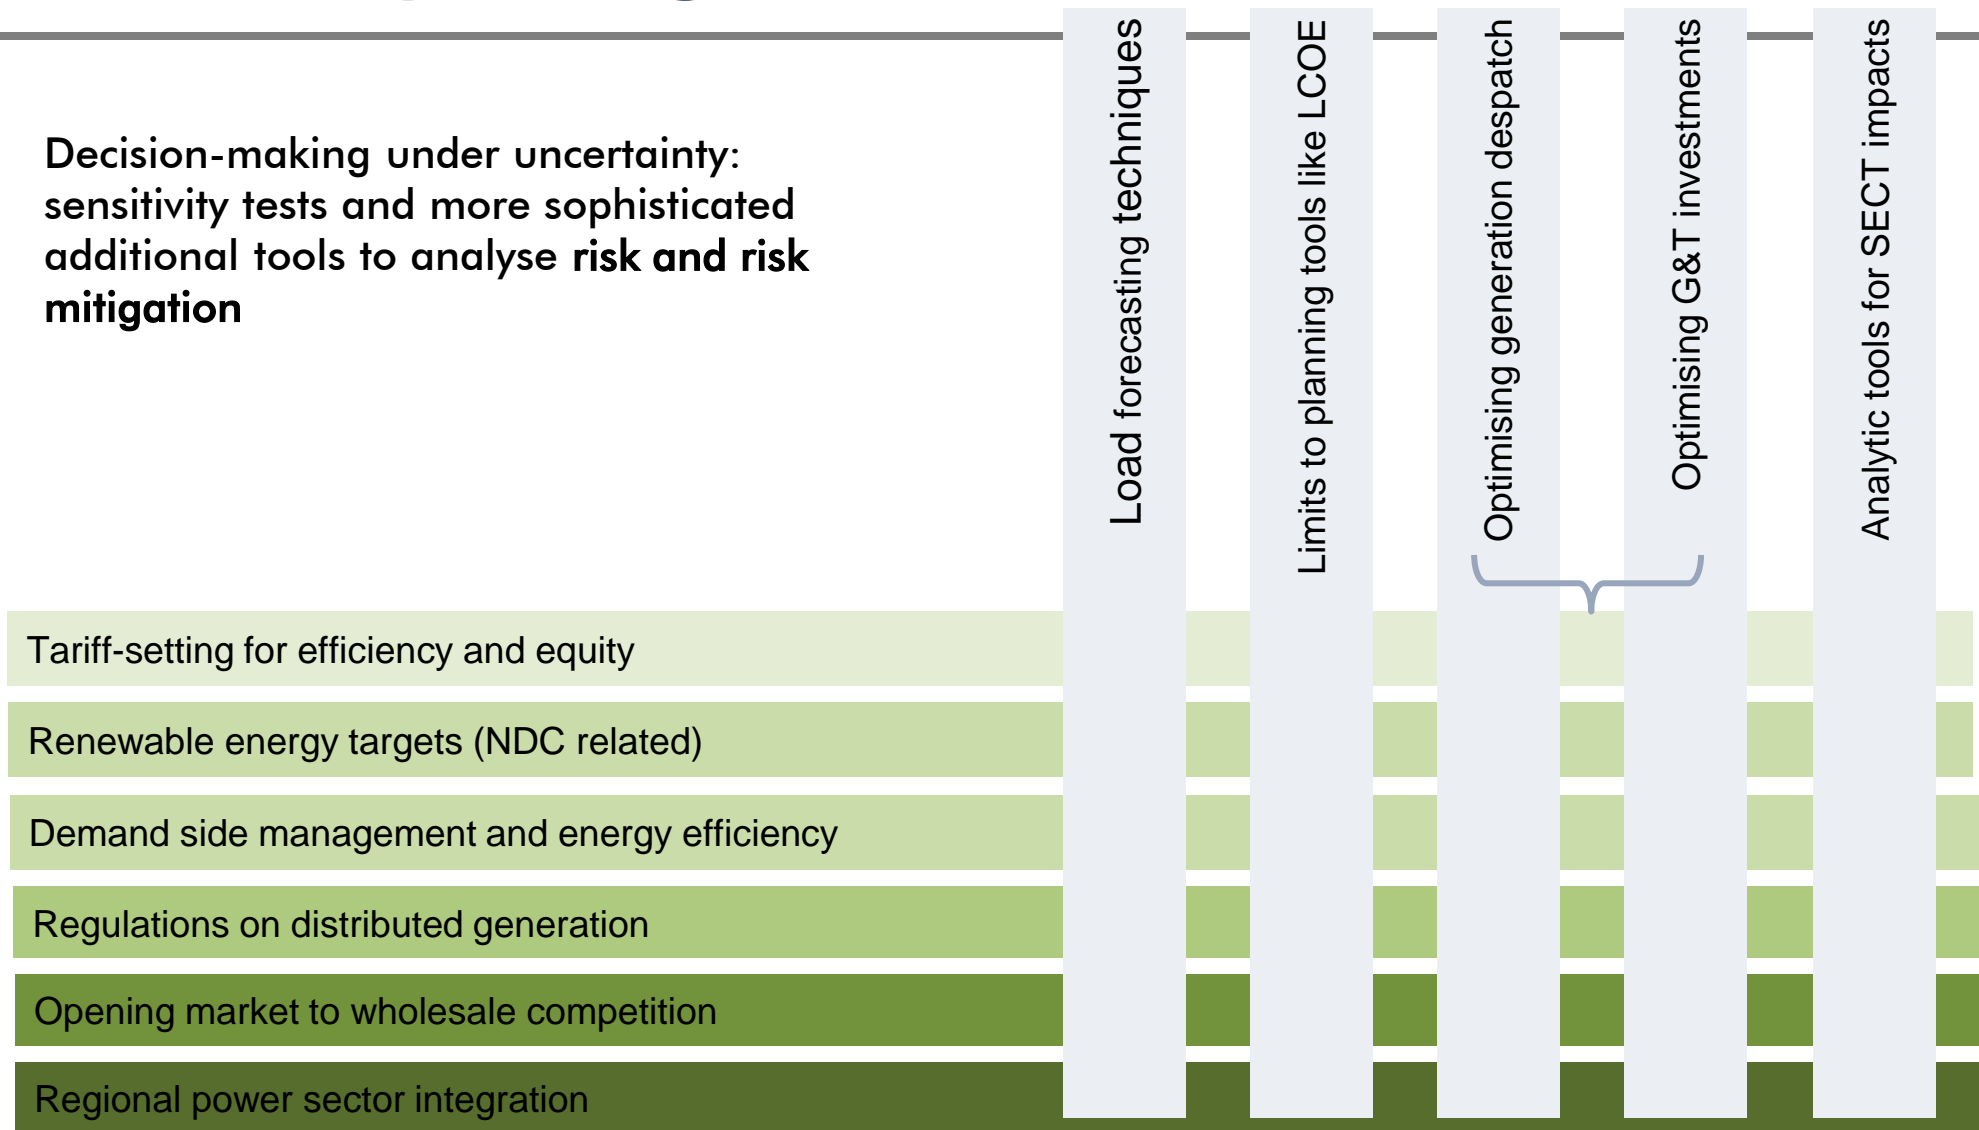 Decision-making under uncertainty:
sensitivity tests and more sophisticated
additional tools to analyse risk and risk
mitigation
Load forecasting techniques
Limits to planning tools like LCOE
Optimising generation despatch
Optimising G&T investments
Analytic tools for SECT impacts
Tariff-setting for efficiency and equity
Renewable energy targets (NDC related)
Demand side management and energy efficiency
Regulations on distributed generation
Opening market to wholesale competition
Regional power sector integration